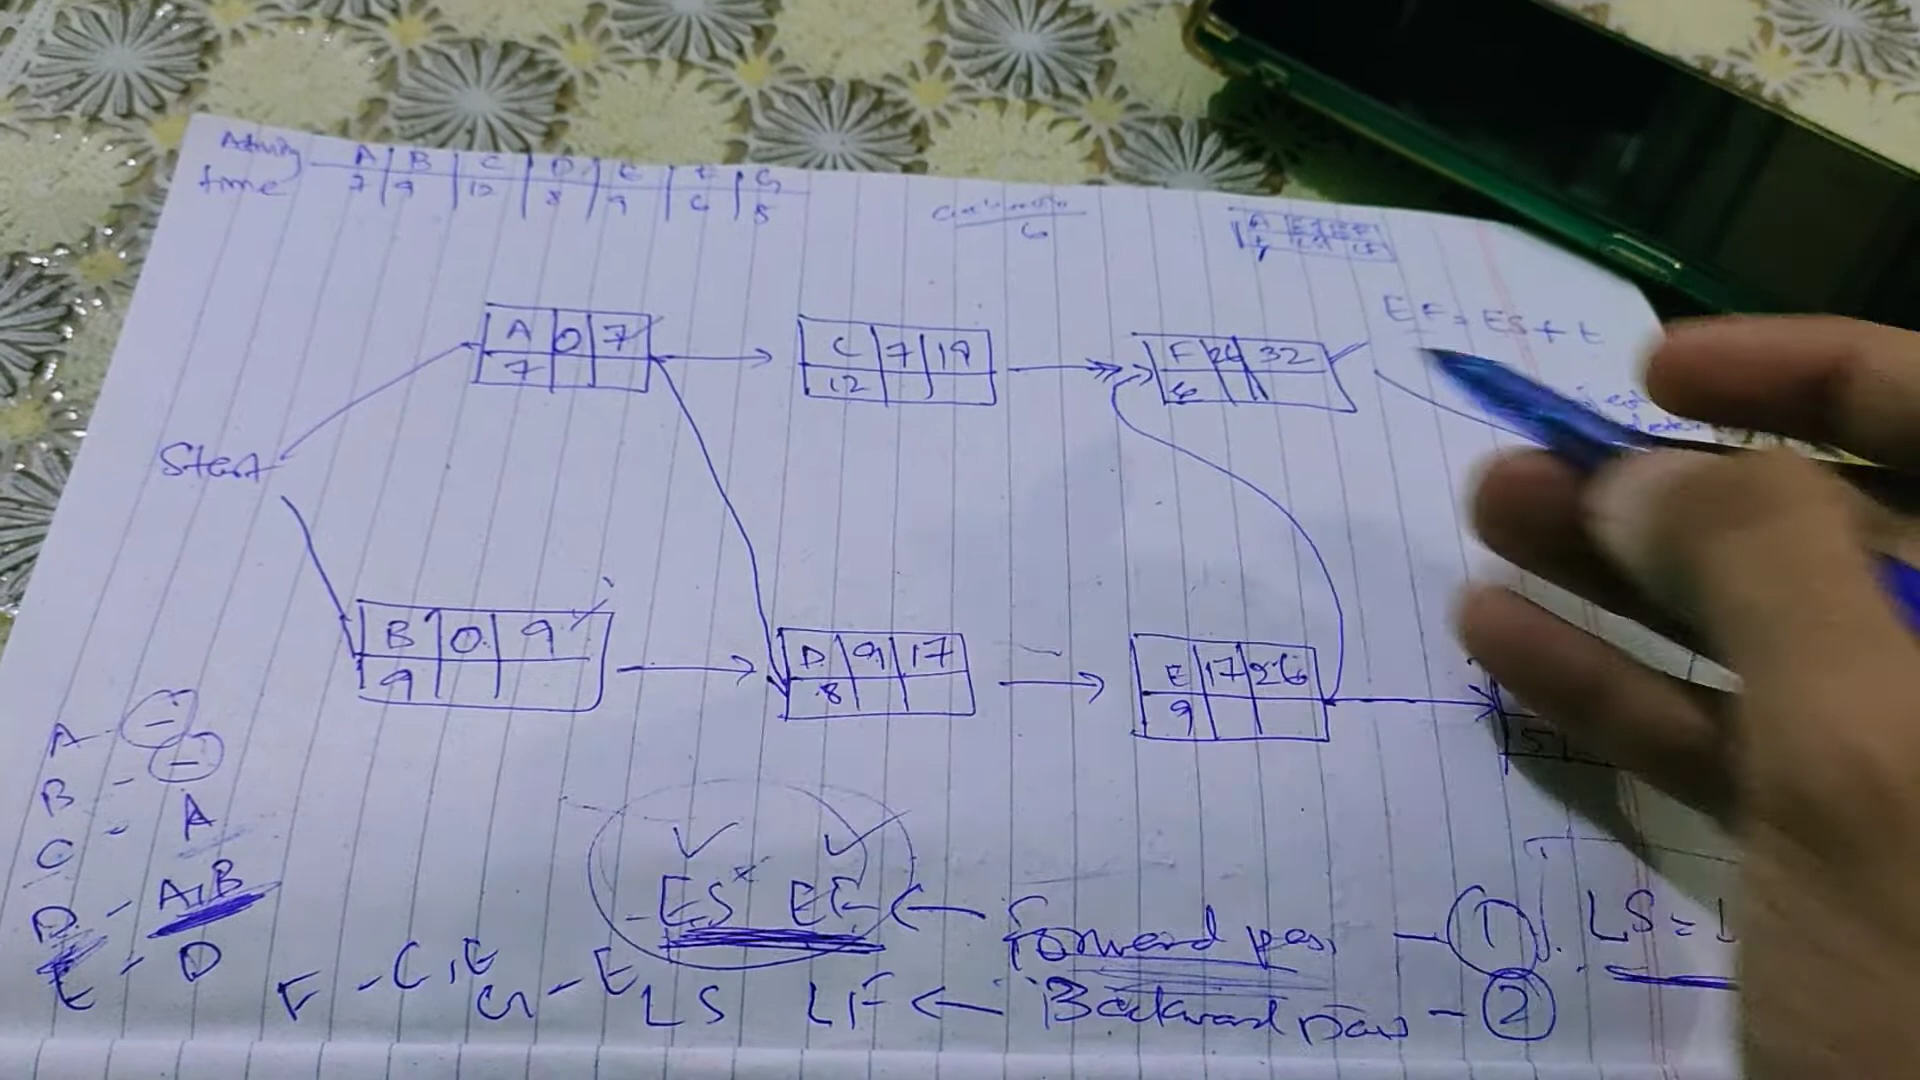 Activity A B C D E F G
time 7 9 12 8 9 6 5
6
EF = ES + t
A 0 7
7
C 7 19
12
F 26 32
6
Start
B 0 9
9
D 9 17
8
E 17 26
9
A - -
B - -
C - A
D - A, B
E - D
F - C, E
G - E
ES EF ← Forward pass - 1
LS LF ← Backward pass - 2
LS =